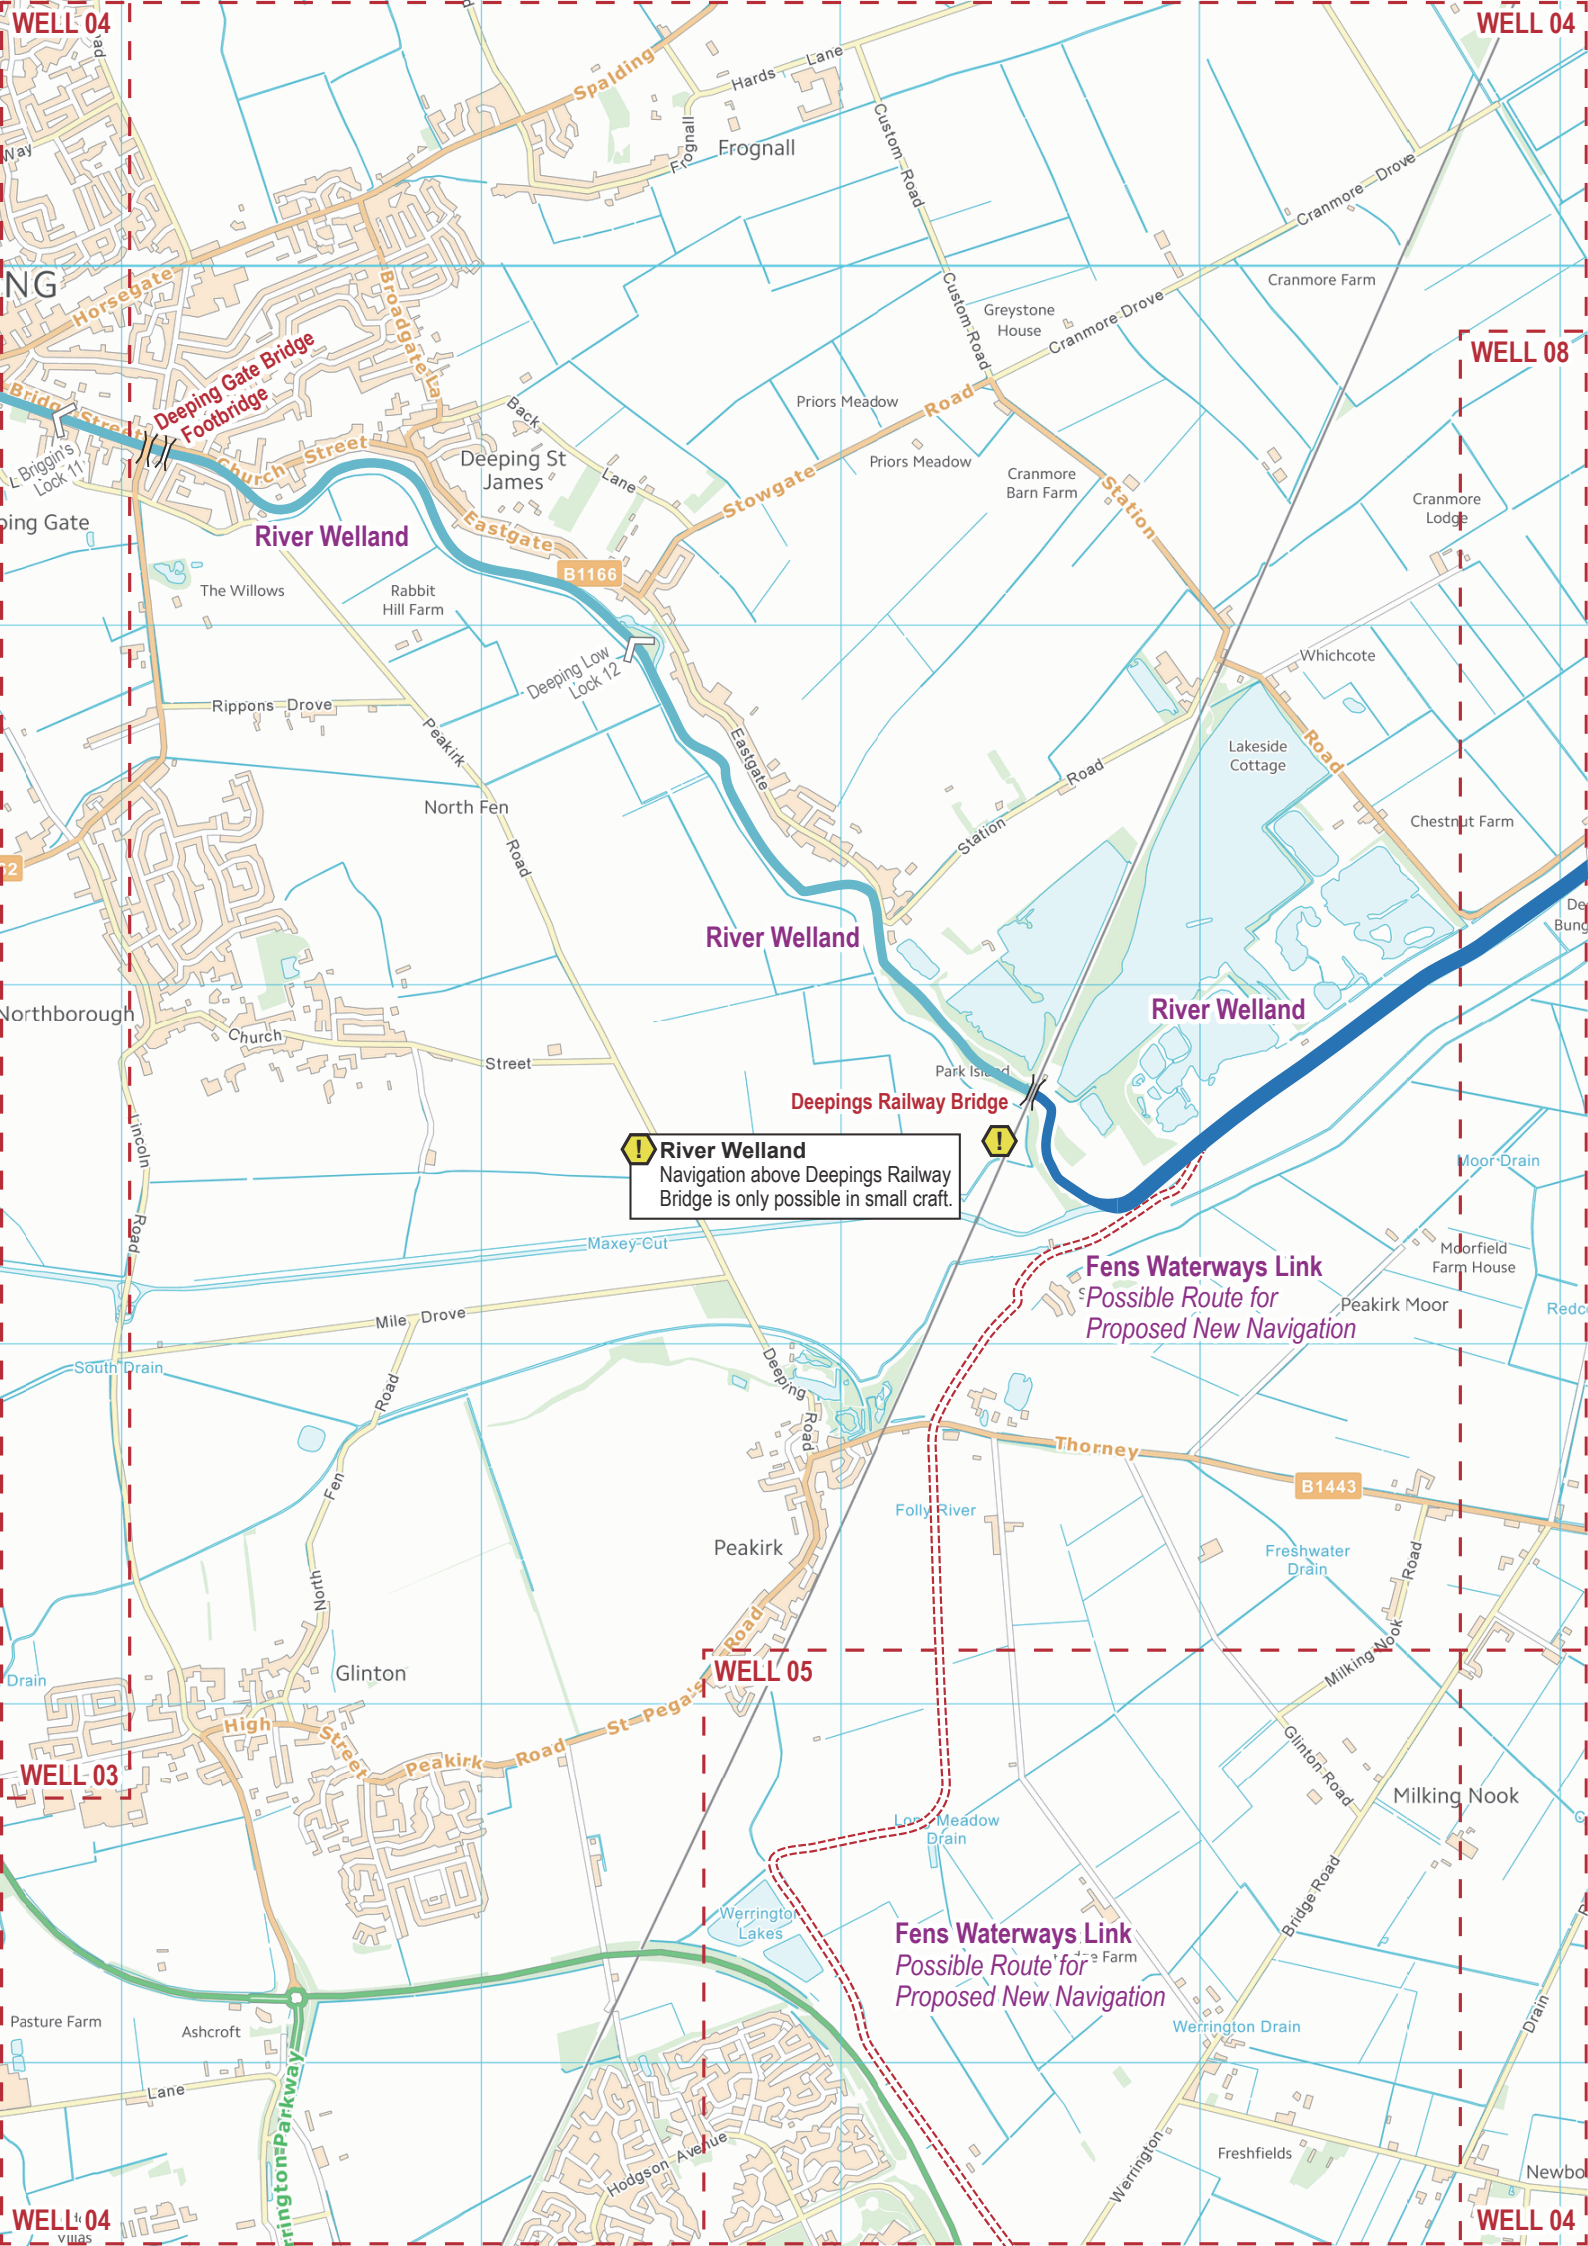 WELL 04
WELL 04
Spalding
Hards Lane
Frognall
Frognall
Way
Custom Road
Cranmore Drove
NG
Horsegate
Broadgate La
Custom Road
Greystone
House
Cranmore Drove
Cranmore Farm
WELL 08
Deeping Gate Bridge
Footbridge
Bridge Street
Church Street
Back
Lane
Priors Meadow
Road
Priors Meadow
Stowgate
Deeping St
James
L Briggin's
Lock 11
ping Gate
River Welland
Eastgate
B1166
Cranmore
Barn Farm
Station
Cranmore
Lodge
The Willows
Rabbit
Hill Farm
Deeping Low
Lock 12
Whichcote
Rippons Drove
Peakirk
Road
North Fen
Eastgate
Lakeside
Cottage
Road
Station
Road
Chestnut Farm
River Welland
River Welland
Northborough
Church
Street
Park Island
Deepings Railway Bridge
!
!
River Welland
Navigation above Deepings Railway
Bridge is only possible in small craft.
Lincoln
Road
Maxey Cut
Moor Drain
Moorfield
Farm House
Fens Waterways Link
Possible Route for
Proposed New Navigation
Peakirk Moor
Mile Drove
South Drain
Deeping
Road
Road
Fen
North
Thorney
B1443
Folly River
Freshwater
Drain
Peakirk
Road
Milking Nook
Drain
Glinton
WELL 05
St Pega's Road
High Street
Peakirk Road
WELL 03
Glinton Road
Milking Nook
Long Meadow
Drain
Bridge Road
Werrington
Lakes
Fens Waterways Link
Possible Route for
Proposed New Navigation
Farm
Pasture Farm
Ashcroft
Werrington Drain
Drain
Lane
rrington Parkway
Hodgson Avenue
Werrington
Freshfields
Newbo
WELL 04
Villas
WELL 04